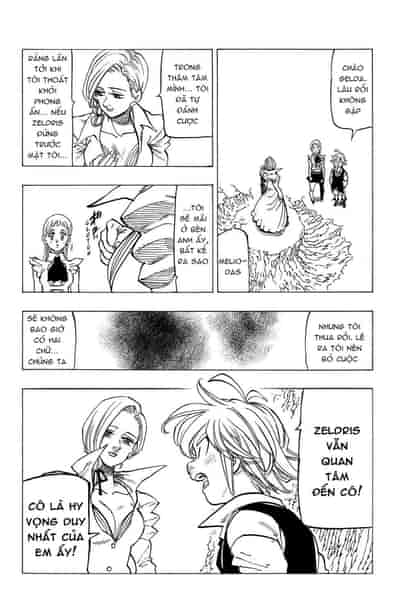 CHÀO
GELDA.
LÂU RỒI
KHÔNG
GẶP
TRONG
THÂM TÂM
MÌNH... TÔI
ĐÃ TỰ
ĐÁNH
CƯỢC
RẰNG LẦN
TỚI KHI
TÔI THOÁT
KHỎI
PHONG
ẤN... NẾU
ZELDRIS
ĐỨNG
TRƯỚC
MẶT TÔI...
MELIO-
DAS
...TÔI
SẼ MÃI
Ở BÊN
ANH ẤY,
BẤT KỂ
RA SAO
NHƯNG TÔI
THUA RỒI. LẼ
RA TÔI NÊN
BỎ CUỘC
SẼ KHÔNG
BAO GIỜ
CÓ HAI
CHỮ...
CHÚNG TA
ZELDRIS
VẪN
QUAN
TÂM
ĐẾN CÔ!
CÔ LÀ HY
VỌNG DUY
NHẤT CỦA
EM ẤY!